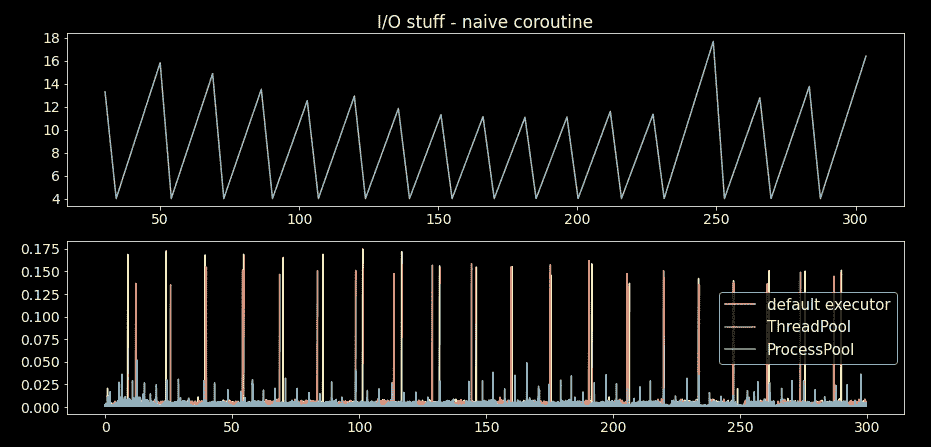 I/O stuff - naive coroutine
18
16
14
12
10
8
6
4
50 100 150 200 250 300
0.175
0.150
0.125
0.100
0.075
0.050
0.025
0.000
default executor
ThreadPool
ProcessPool
0 50 100 150 200 250 300